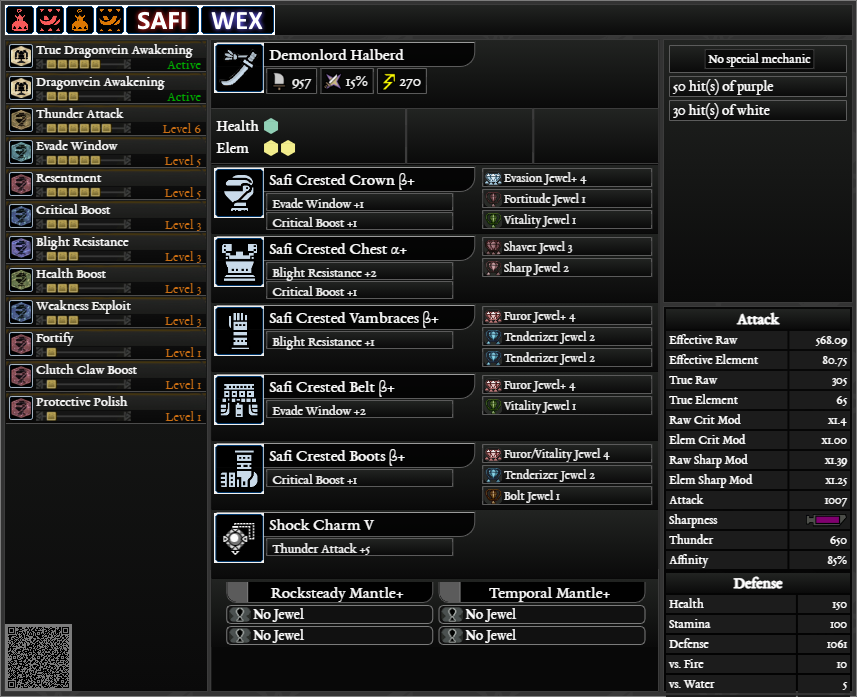 SAFI WEX
True Dragonvein Awakening
Active
Dragonvein Awakening
Active
Thunder Attack
Level 6
Evade Window
Level 5
Resentment
Level 5
Critical Boost
Level 3
Blight Resistance
Level 3
Health Boost
Level 3
Weakness Exploit
Level 3
Fortify
Level 1
Clutch Claw Boost
Level 1
Protective Polish
Level 1
Demonlord Halberd
957 15% 270
Health
Elem
Safi Crested Crown β+
Evade Window +1
Critical Boost +1
Evasion Jewel+ 4
Fortitude Jewel 1
Vitality Jewel 1
Safi Crested Chest α+
Blight Resistance +2
Critical Boost +1
Shaver Jewel 3
Sharp Jewel 2
Safi Crested Vambraces β+
Blight Resistance +1
Furor Jewel+ 4
Tenderizer Jewel 2
Tenderizer Jewel 2
Safi Crested Belt β+
Evade Window +2
Furor Jewel+ 4
Vitality Jewel 1
Safi Crested Boots β+
Critical Boost +1
Furor/Vitality Jewel 4
Tenderizer Jewel 2
Bolt Jewel 1
Shock Charm V
Thunder Attack +5
Rocksteady Mantle+
No Jewel
No Jewel
Temporal Mantle+
No Jewel
No Jewel
No special mechanic
50 hit(s) of purple
30 hit(s) of white
Attack
Effective Raw 568.09
Effective Element 80.75
True Raw 305
True Element 65
Raw Crit Mod x1.4
Elem Crit Mod x1.00
Raw Sharp Mod x1.39
Elem Sharp Mod x1.25
Attack 1007
Sharpness
Thunder 650
Affinity 85%
Defense
Health 150
Stamina 100
Defense 1061
vs. Fire 10
vs. Water 5